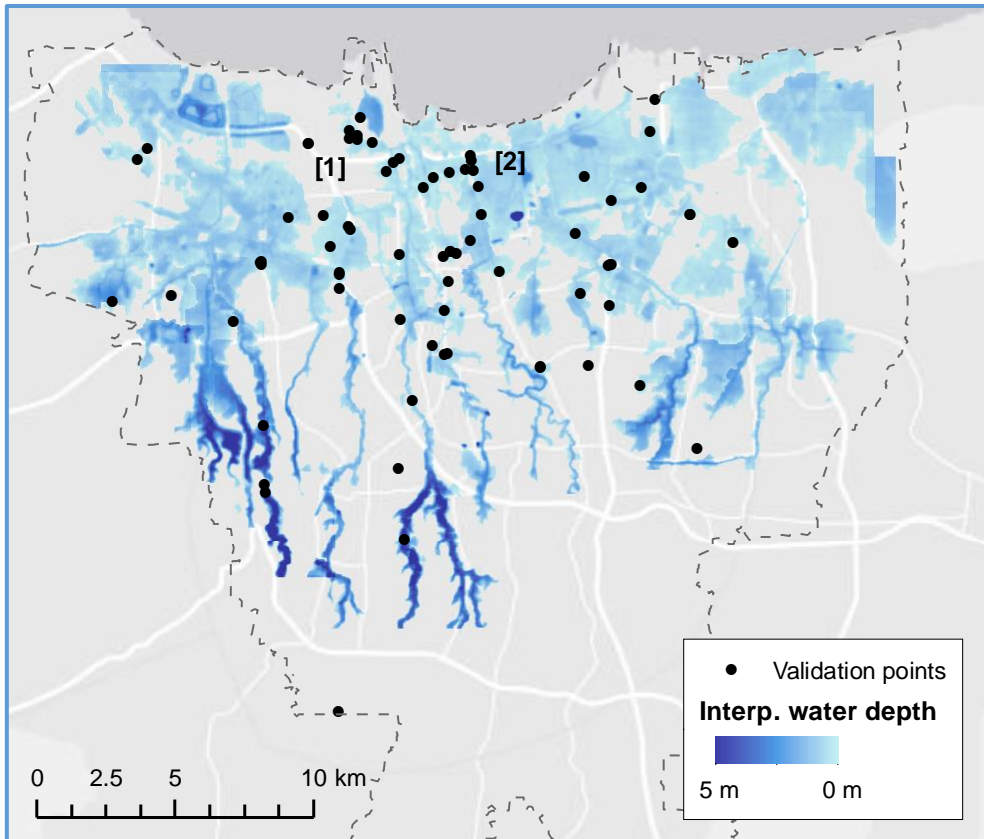 [1]
[2]
Validation points
Interp. water depth
5 m 0 m
0 2.5 5 10 km